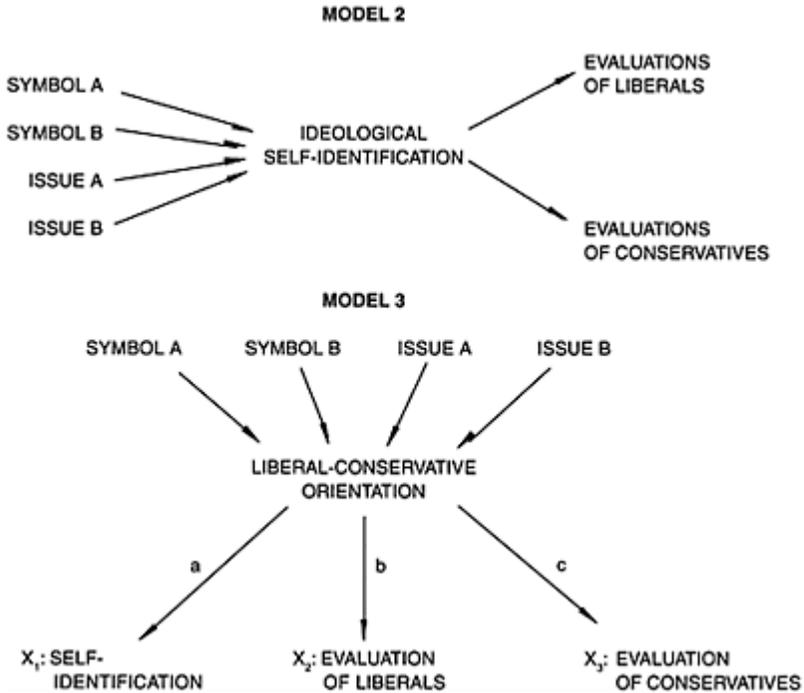 MODEL 2
SYMBOL A
SYMBOL B
ISSUE A
ISSUE B
IDEOLOGICAL
SELF-IDENTIFICATION
EVALUATIONS
OF LIBERALS
EVALUATIONS
OF CONSERVATIVES
MODEL 3
SYMBOL A
SYMBOL B
ISSUE A
ISSUE B
LIBERAL-CONSERVATIVE
ORIENTATION
a
b
c
X₁: SELF-
IDENTIFICATION
X₂: EVALUATION
OF LIBERALS
X₃: EVALUATION
OF CONSERVATIVES